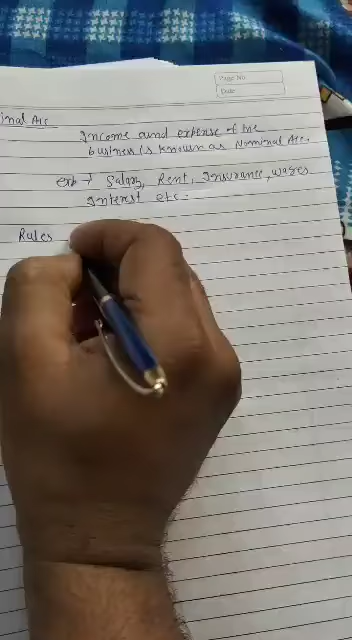 Page No
Date
inal A/c
Income and expense of the
business is known as Nominal A/c.
Salary, Rent, Insurance, wages
Interest etc.
Rules